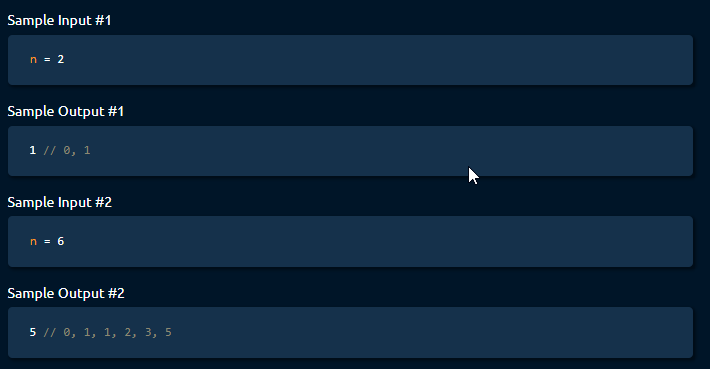 Sample Input #1
n = 2
Sample Output #1
1 // 0, 1
Sample Input #2
n = 6
Sample Output #2
5 // 0, 1, 1, 2, 3, 5